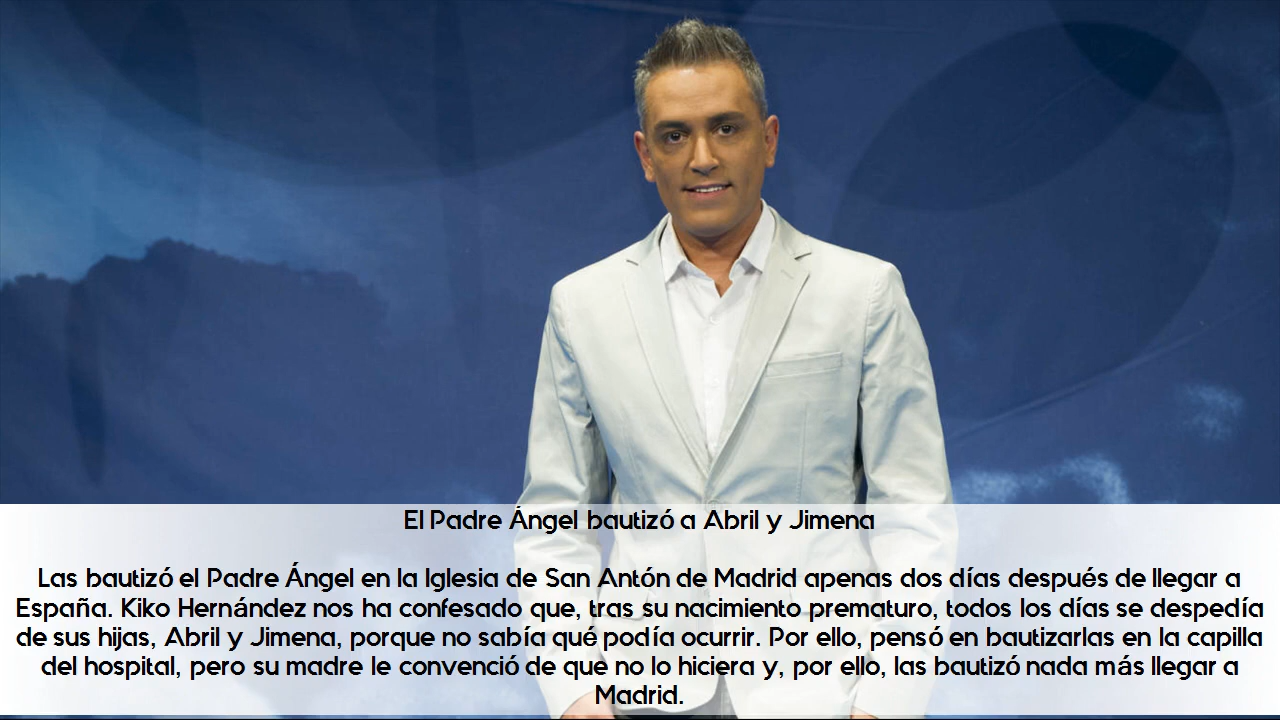 El Padre Ángel bautizó a Abril y Jimena
Las bautizó el Padre Ángel en la Iglesia de San Antón de Madrid apenas dos días después de llegar a
España. Kiko Hernández nos ha confesado que, tras su nacimiento prematuro, todos los días se despedía
de sus hijas, Abril y Jimena, porque no sabía qué podía ocurrir. Por ello, pensó en bautizarlas en la capilla
del hospital, pero su madre le convenció de que no lo hiciera y, por ello, las bautizó nada más llegar a
Madrid.